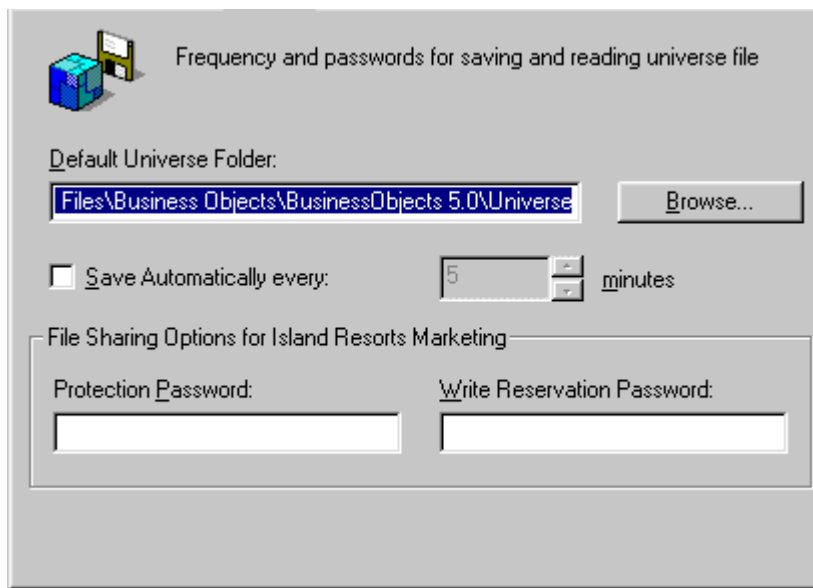 Frequency and passwords for saving and reading universe file
Default Universe Folder:
Files\Business Objects\BusinessObjects 5.0\Universe
Browse...
Save Automatically every:
5
minutes
File Sharing Options for Island Resorts Marketing
Protection Password:
Write Reservation Password: